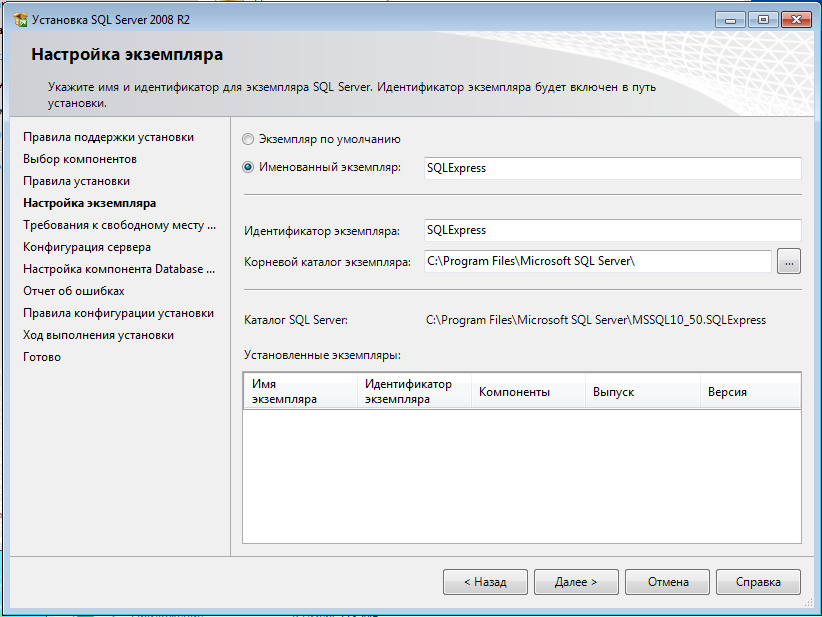 Установка SQL Server 2008 R2
Настройка экземпляра
Укажите имя и идентификатор для экземпляра SQL Server. Идентификатор экземпляра будет включен в путь
установки.
Правила поддержки установки
Выбор компонентов
Правила установки
Настройка экземпляра
Требования к свободному месту ...
Конфигурация сервера
Настройка компонента Database ...
Отчет об ошибках
Правила конфигурации установки
Ход выполнения установки
Готово
Экземпляр по умолчанию
Именованный экземпляр: SQLExpress
Идентификатор экземпляра: SQLExpress
Корневой каталог экземпляра: C:\Program Files\Microsoft SQL Server\ ...
Каталог SQL Server: C:\Program Files\Microsoft SQL Server\MSSQL10_50.SQLExpress
Установленные экземпляры:
Имя экземпляра Идентификатор экземпляра Компоненты Выпуск Версия
< Назад Далее > Отмена Справка